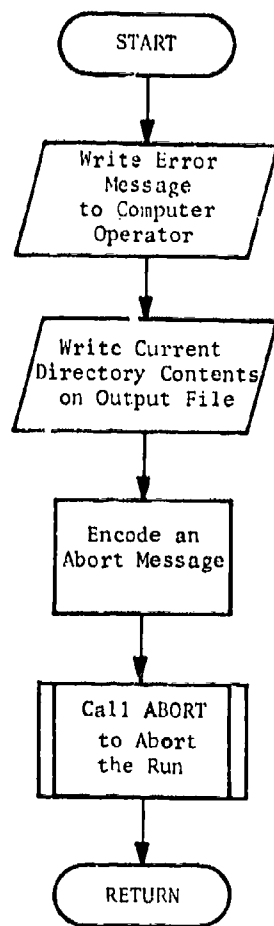 START
Write Error
Message
to Computer
Operator
Write Current
Directory Contents
on Output File
Encode an
Abort Message
Call ABORT
to Abort
the Run
RETURN